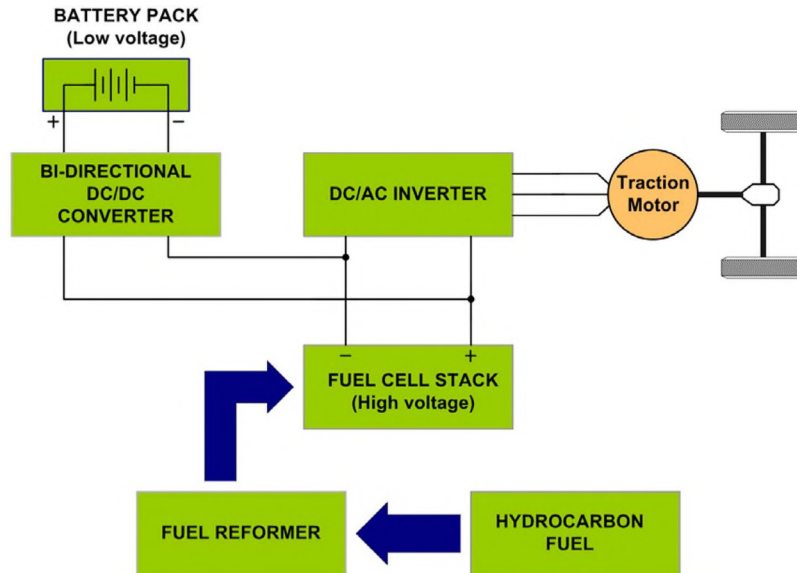 BATTERY PACK
(Low voltage)
+ −
BI-DIRECTIONAL
DC/DC
CONVERTER
DC/AC INVERTER
Traction
Motor
− +
FUEL CELL STACK
(High voltage)
FUEL REFORMER
HYDROCARBON
FUEL